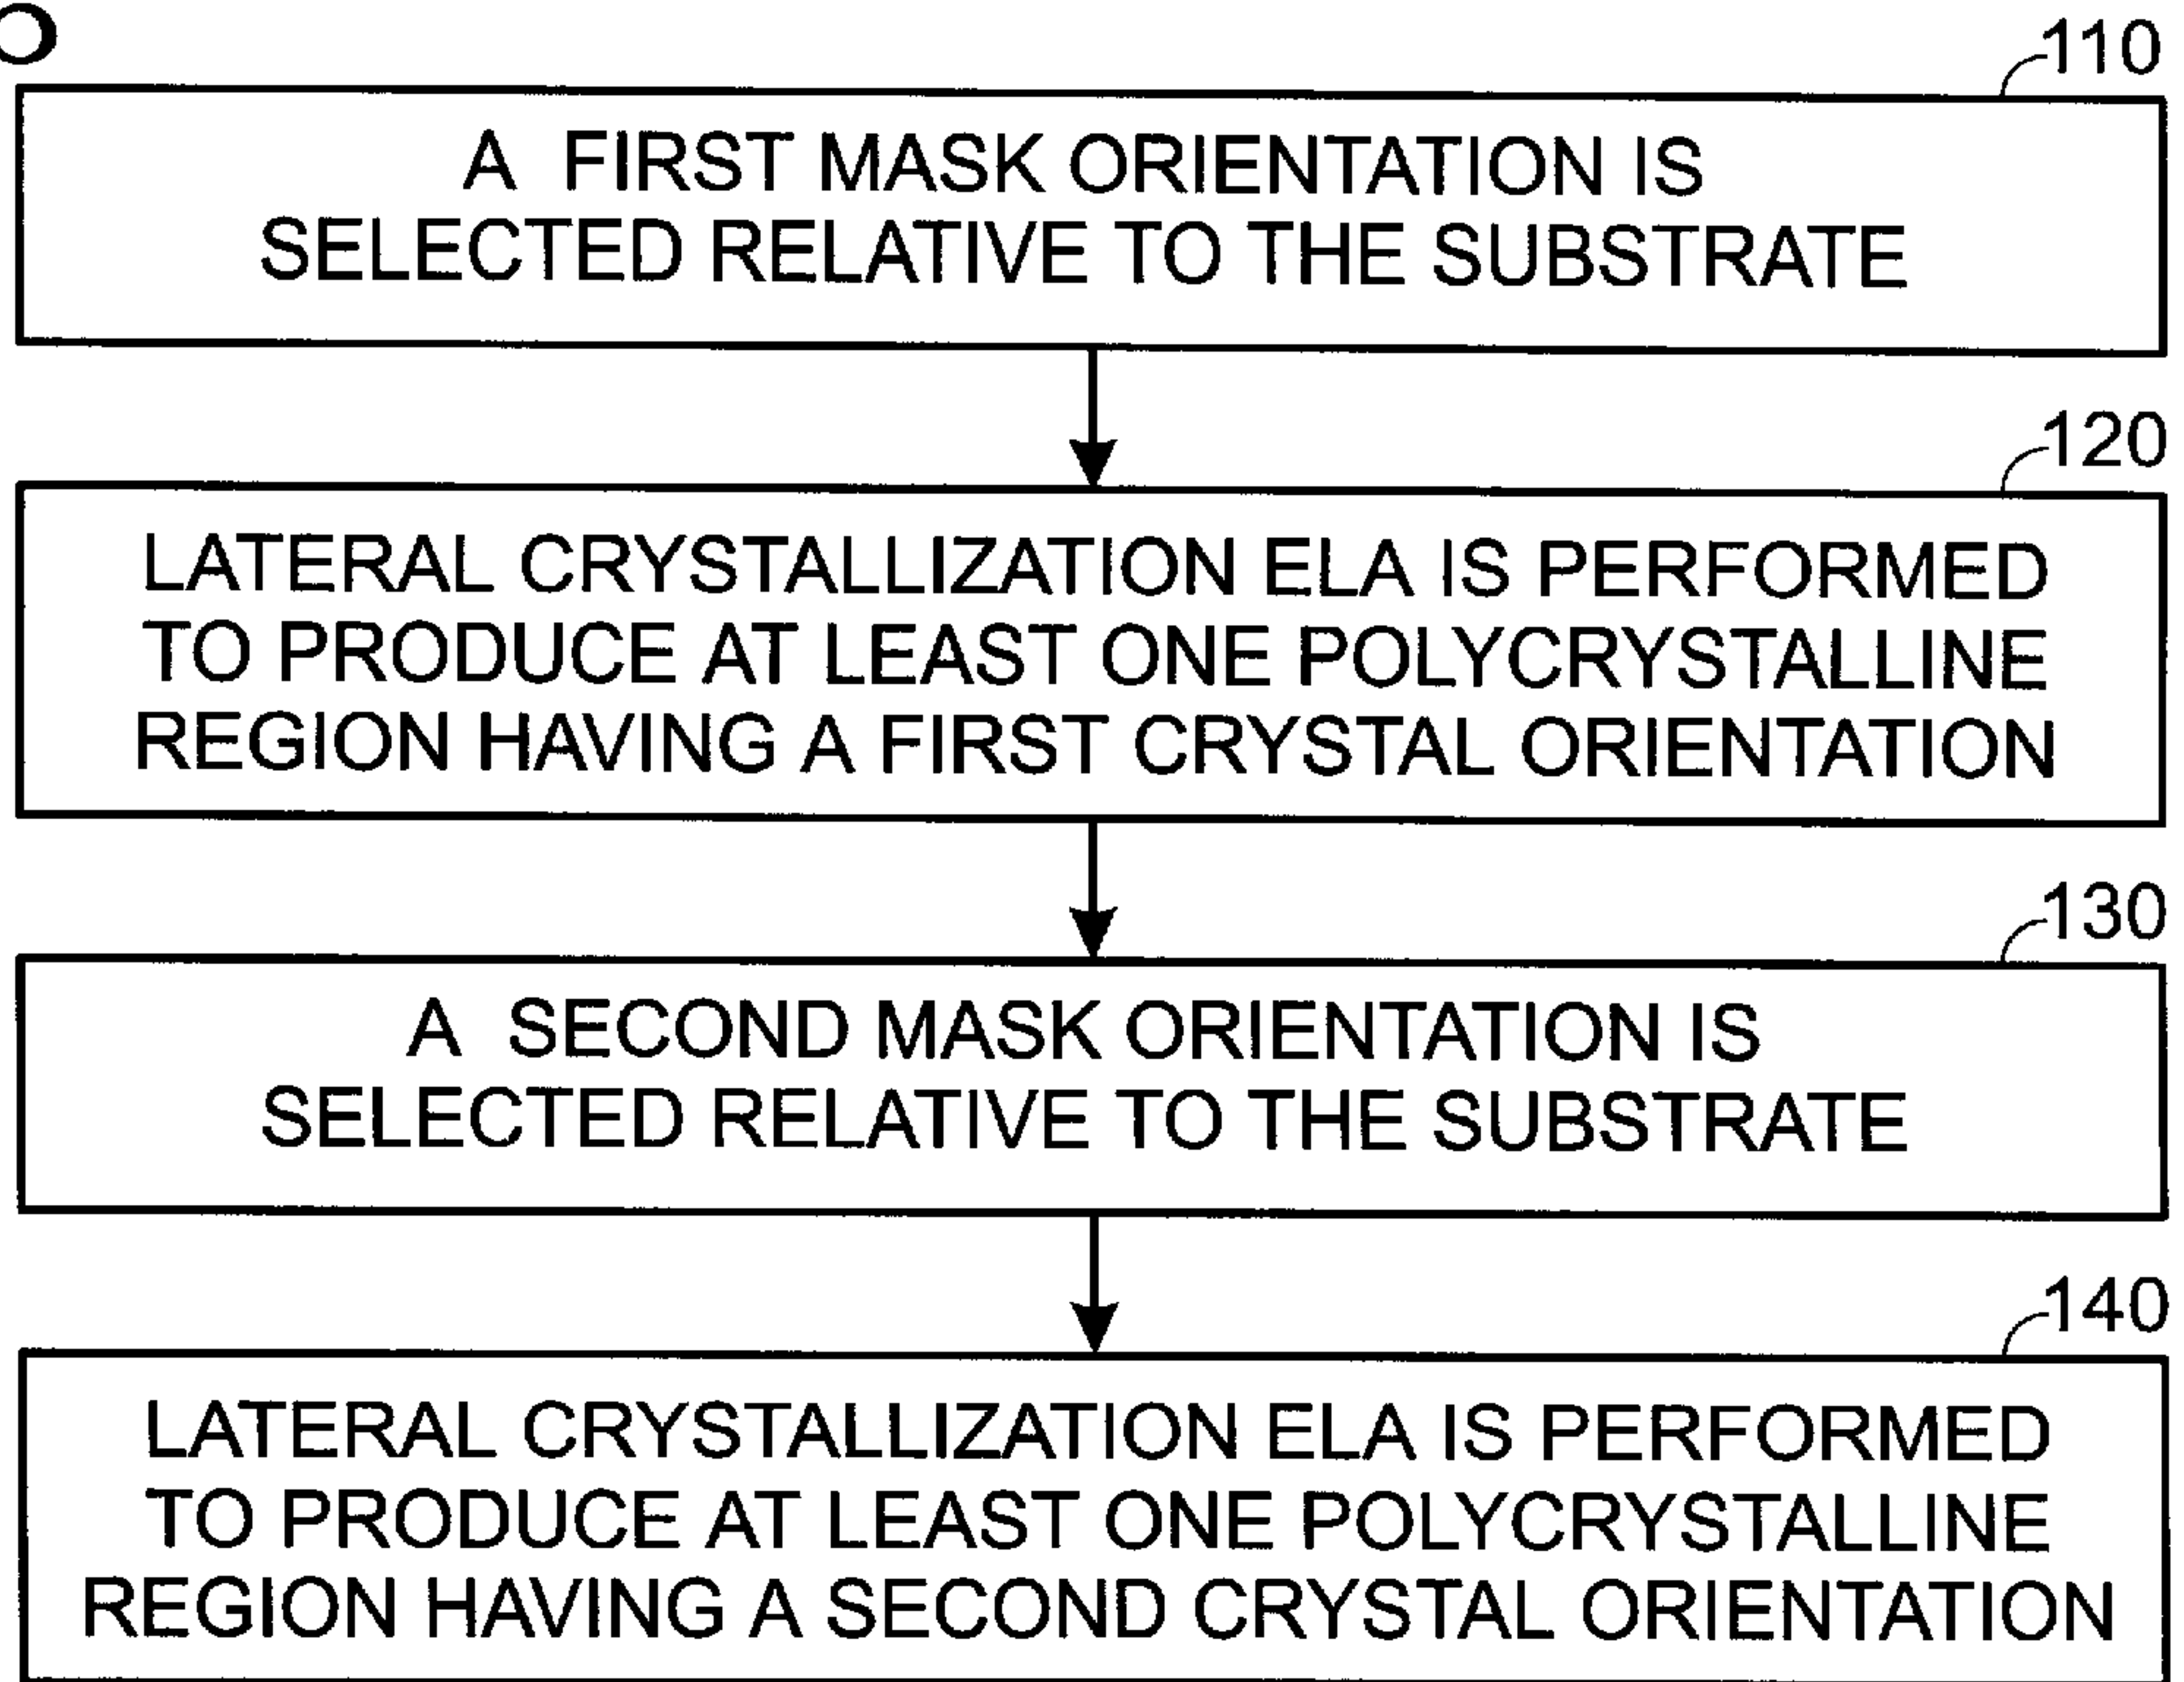 110
A FIRST MASK ORIENTATION IS
SELECTED RELATIVE TO THE SUBSTRATE
120
LATERAL CRYSTALLIZATION ELA IS PERFORMED
TO PRODUCE AT LEAST ONE POLYCRYSTALLINE
REGION HAVING A FIRST CRYSTAL ORIENTATION
130
A SECOND MASK ORIENTATION IS
SELECTED RELATIVE TO THE SUBSTRATE
140
LATERAL CRYSTALLIZATION ELA IS PERFORMED
TO PRODUCE AT LEAST ONE POLYCRYSTALLINE
REGION HAVING A SECOND CRYSTAL ORIENTATION